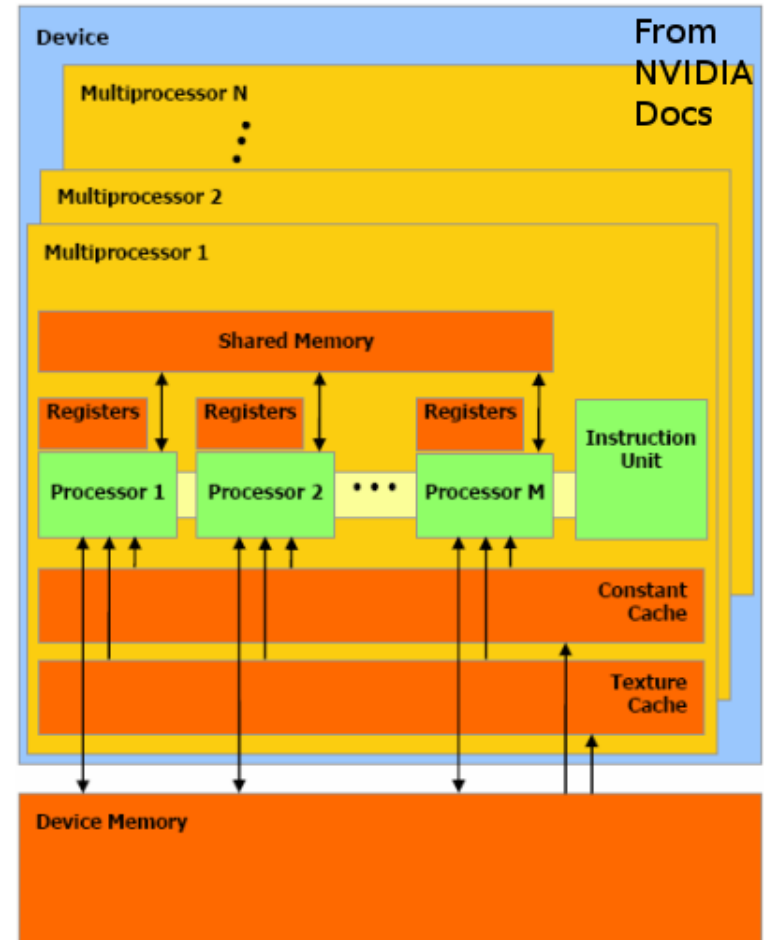 Device
From
NVIDIA
Docs
Multiprocessor N
Multiprocessor 2
Multiprocessor 1
Shared Memory
Registers
Registers
Registers
Instruction
Unit
Processor 1
Processor 2
Processor M
Constant
Cache
Texture
Cache
Device Memory